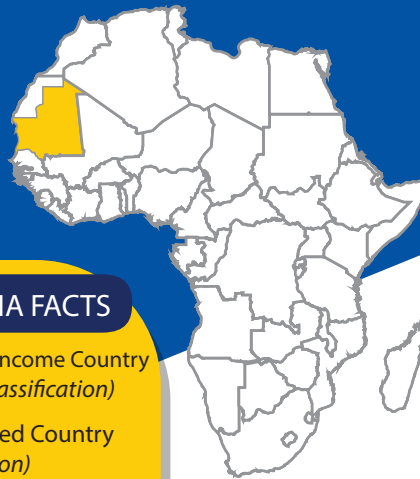 IA FACTS
ncome Country
assification)
ed Country
on)